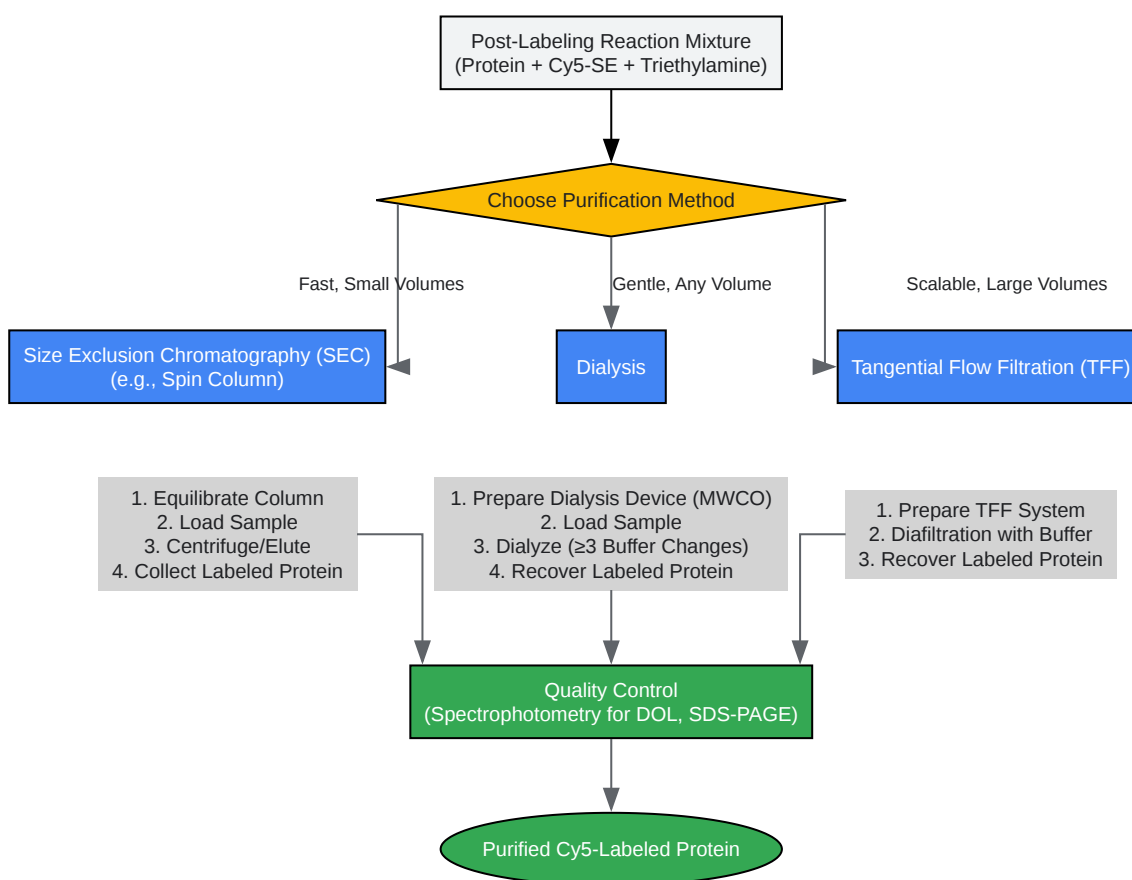 Post-Labeling Reaction Mixture
(Protein + Cy5-SE + Triethylamine)
Choose Purification Method
Fast, Small Volumes
Gentle, Any Volume
Scalable, Large Volumes
Size Exclusion Chromatography (SEC)
(e.g., Spin Column)
Dialysis
Tangential Flow Filtration (TFF)
1. Equilibrate Column
2. Load Sample
3. Centrifuge/Elute
4. Collect Labeled Protein
1. Prepare Dialysis Device (MWCO)
2. Load Sample
3. Dialyze (≥3 Buffer Changes)
4. Recover Labeled Protein
1. Prepare TFF System
2. Diafiltration with Buffer
3. Recover Labeled Protein
Quality Control
(Spectrophotometry for DOL, SDS-PAGE)
Purified Cy5-Labeled Protein